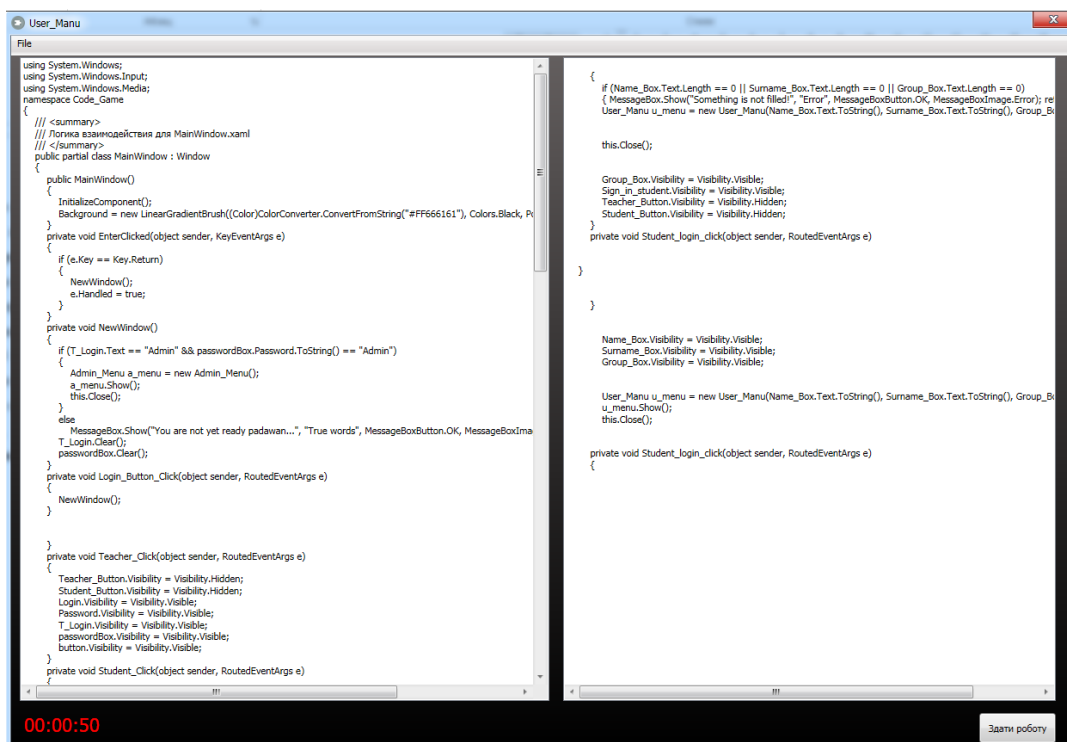 User_Manu
File
using System.Windows;
using System.Windows.Input;
using System.Windows.Media;
namespace Code_Game
{
/// <summary>
/// Логика взаимодействия для MainWindow.xaml
/// </summary>
public partial class MainWindow : Window
{
public MainWindow()
{
InitializeComponent();
Background = new LinearGradientBrush((Color)ColorConverter.ConvertFromString("#FF666161"), Colors.Black,
}
private void EnterClicked(object sender, KeyEventArgs e)
{
if (e.Key == Key.Return)
{
NewWindow();
e.Handled = true;
}
}
private void NewWindow()
{
if (T_Login.Text == "Admin" && passwordBox.Password.ToString() == "Admin")
{
Admin_Menu a_menu = new Admin_Menu();
a_menu.Show();
this.Close();
}
else
MessageBox.Show("You are not yet ready padawan...", "True words", MessageBoxButton.OK, MessageBoxIma
T_Login.Clear();
passwordBox.Clear();
}
private void Login_Button_Click(object sender, RoutedEventArgs e)
{
NewWindow();
}
}
private void Teacher_Click(object sender, RoutedEventArgs e)
{
Teacher_Button.Visibility = Visibility.Hidden;
Student_Button.Visibility = Visibility.Hidden;
Login.Visibility = Visibility.Visible;
Password.Visibility = Visibility.Visible;
T_Login.Visibility = Visibility.Visible;
passwordBox.Visibility = Visibility.Visible;
button.Visibility = Visibility.Visible;
}
private void Student_Click(object sender, RoutedEventArgs e)
{
{
if (Name_Box.Text.Length == 0 || Surname_Box.Text.Length == 0 || Group_Box.Text.Length == 0)
{ MessageBox.Show("Something is not filled!", "Error", MessageBoxButton.OK, MessageBoxImage.Error);
User_Manu u_menu = new User_Manu(Name_Box.Text.ToString(), Surname_Box.Text.ToString(),
this.Close();
Group_Box.Visibility = Visibility.Visible;
Sign_in_student.Visibility = Visibility.Visible;
Teacher_Button.Visibility = Visibility.Hidden;
Student_Button.Visibility = Visibility.Hidden;
}
private void Student_login_click(object sender, RoutedEventArgs e)
}
}
Name_Box.Visibility = Visibility.Visible;
Surname_Box.Visibility = Visibility.Visible;
Group_Box.Visibility = Visibility.Visible;
User_Manu u_menu = new User_Manu(Name_Box.Text.ToString(), Surname_Box.Text.ToString(),
u_menu.Show();
this.Close();
private void Student_login_click(object sender, RoutedEventArgs e)
{
00:00:50
Здати роботу